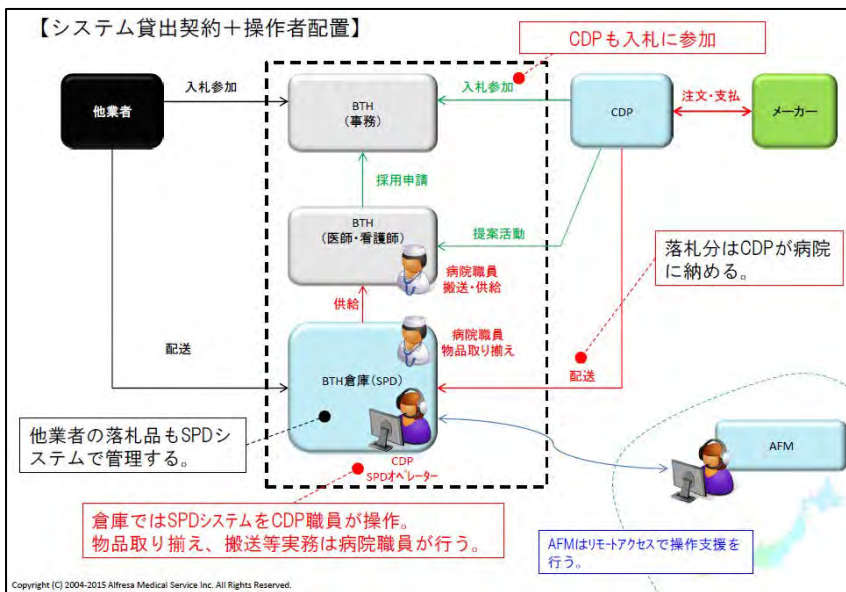 【システム貸出契約＋操作者配置】
CDPも入札に参加
他業者
入札参加
BTH
（事務）
入札参加
CDP
注文・支払
メーカー
採用申請
BTH
（医師・看護師）
提案活動
病院職員
搬送・供給
落札分はCDPが病院
に納める。
供給
病院職員
物品取り揃え
配送
BTH倉庫（SPD）
配送
他業者の落札品もSPDシ
ステムで管理する。
CDP
SPDｵﾍﾟﾚｰﾀｰ
AFM
倉庫ではSPDシステムをCDP職員が操作。
物品取り揃え、搬送等実務は病院職員が行う。
AFMはリモートアクセスで操作支援を
行う。
Copyright (C) 2004-2015 Alfresa Medical Service Inc. All Rights Reserved.